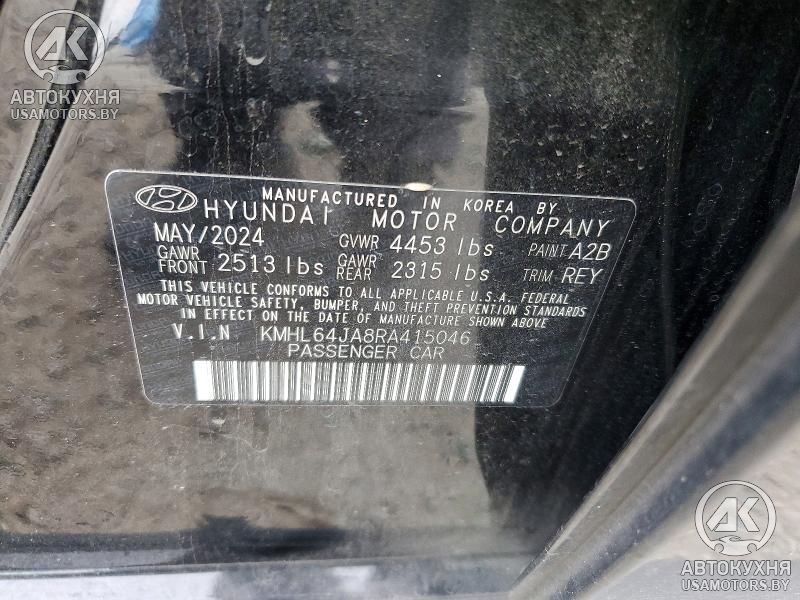 AK
АВТОКУХНЯ
USAMOTORS.BY
MANUFACTURED IN KOREA BY
HYUNDAI MOTOR COMPANY
MAY/2024 GVWR 4453 lbs PAINT A2B
GAWR FRONT 2513 lbs GAWR REAR 2315 lbs TRIM REY
THIS VEHICLE CONFORMS TO ALL APPLICABLE U.S.A. FEDERAL
MOTOR VEHICLE SAFETY, BUMPER, AND THEFT PREVENTION STANDARDS
IN EFFECT ON THE DATE OF MANUFACTURE SHOWN ABOVE
V.I.N KMHL64JA8RA415046
PASSENGER CAR
AK
АВТОКУХНЯ
USAMOTORS.BY